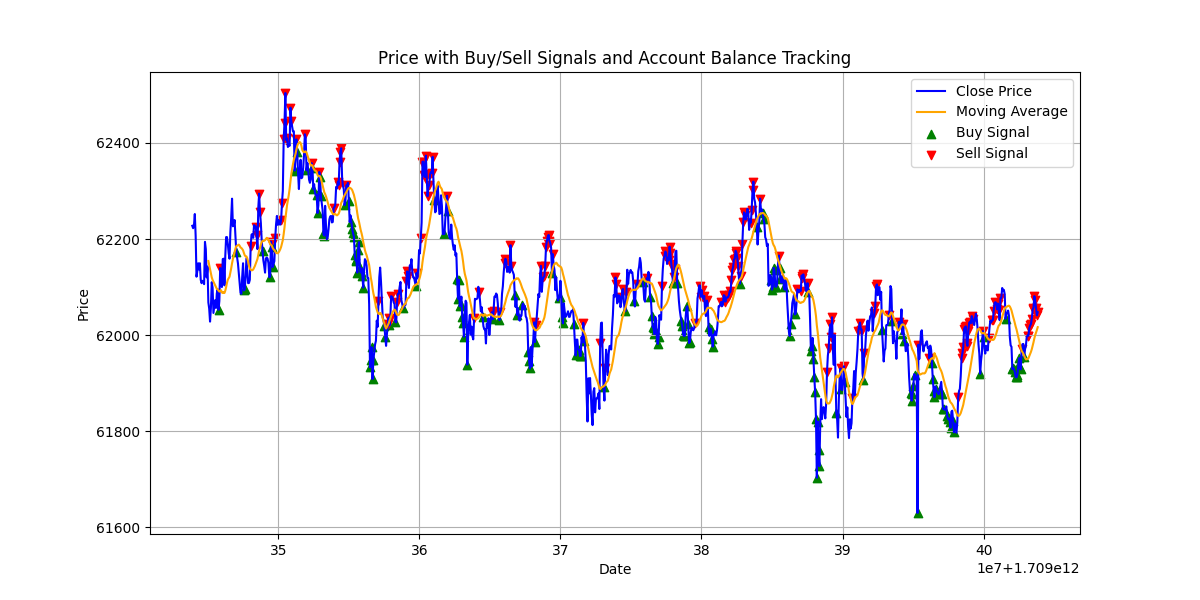 Price with Buy/Sell Signals and Account Balance Tracking
Close Price
Moving Average
Buy Signal
Sell Signal
Price
62400
62200
62000
61800
61600
35 36 37 38 39 40
Date
1e7+1.709e12